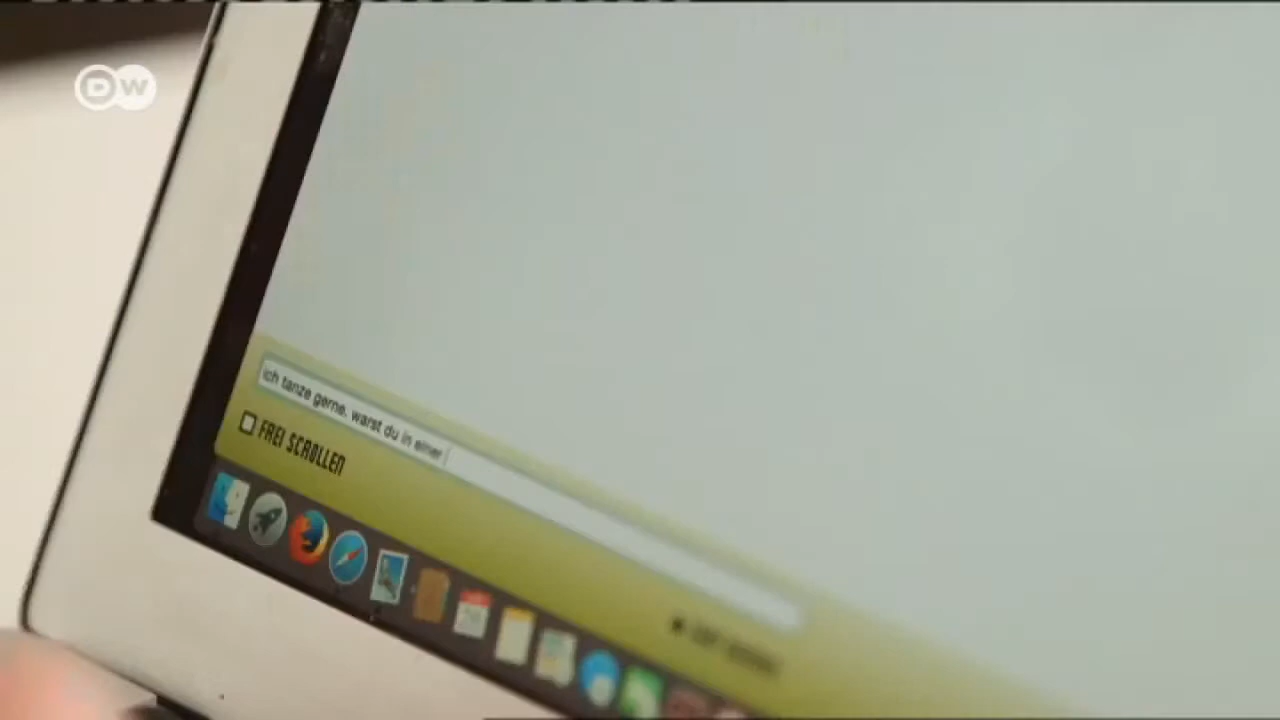 DW
ich tanze gerne. warst du in einer
FREI SCROLLEN